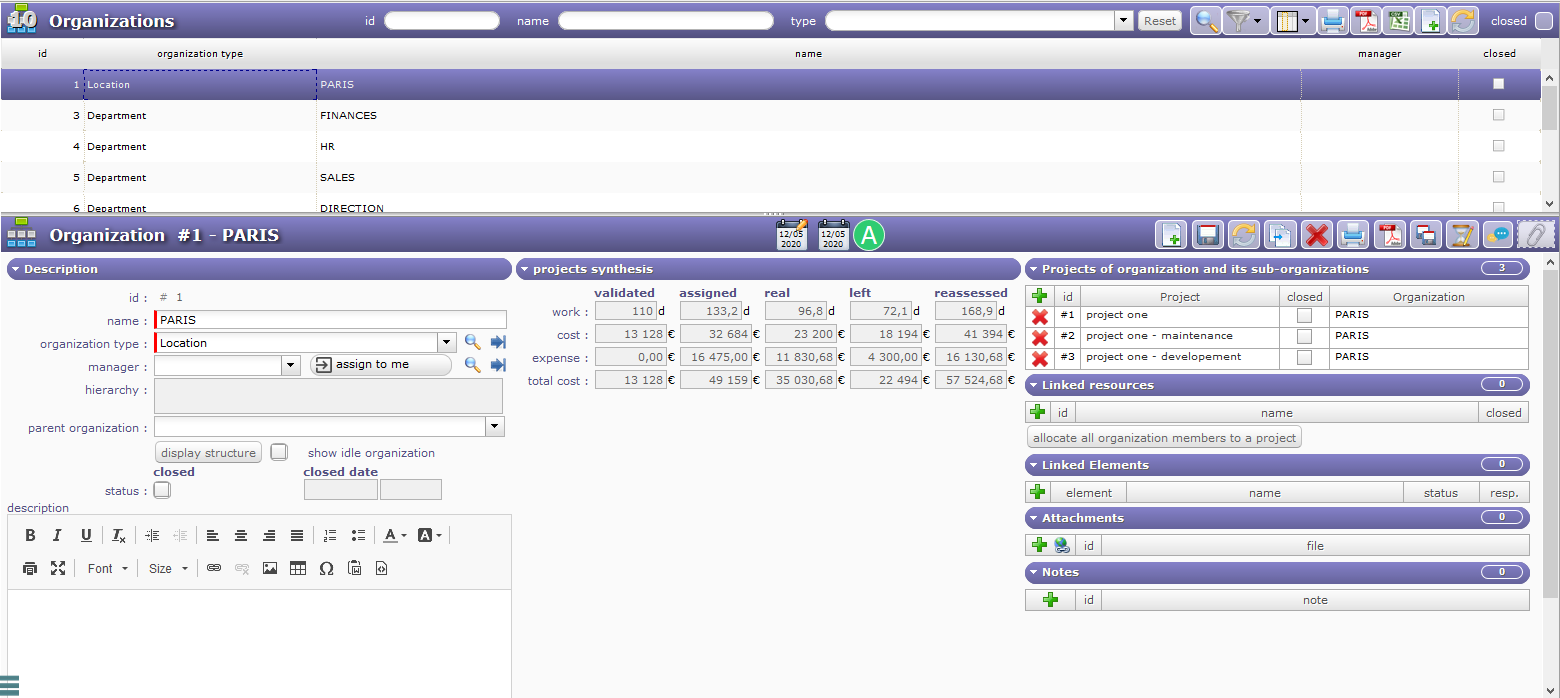 10 Organizations id name type Reset closed
id organization type name manager closed
1 Location PARIS
3 Department FINANCES
4 Department HR
5 Department SALES
6 Department DIRECTION
Organization #1 - PARIS 12/05 2020 12/05 2020 A
Description
id : # 1
name : PARIS
organization type : Location
manager : assign to me
hierarchy :
parent organization :
display structure show idle organization
closed closed date
status :
description
B I U Ix A A
Font Size Ω
projects synthesis
validated assigned real left reassessed
work : 110 d 133,2 d 96,8 d 72,1 d 168,9 d
cost : 13 128 € 32 684 € 23 200 € 18 194 € 41 394 €
expense : 0,00 € 16 475,00 € 11 830,68 € 4 300,00 € 16 130,68 €
total cost : 13 128 € 49 159 € 35 030,68 € 22 494 € 57 524,68 €
Projects of organization and its sub-organizations 3
id Project closed Organization
#1 project one PARIS
#2 project one - maintenance PARIS
#3 project one - developement PARIS
Linked resources 0
id name closed
allocate all organization members to a project
Linked Elements 0
element name status resp.
Attachments 0
id file
Notes 0
id note